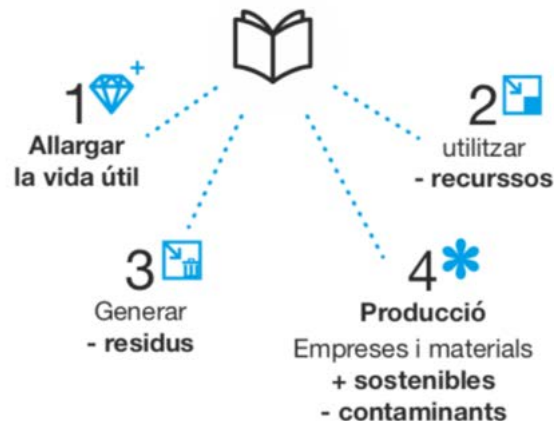 1
Allargar
la vida útil
2
utilitzar
- recurssos
3
Generar
- residus
4
Producció
Empreses i materials
+ sostenibles
- contaminants